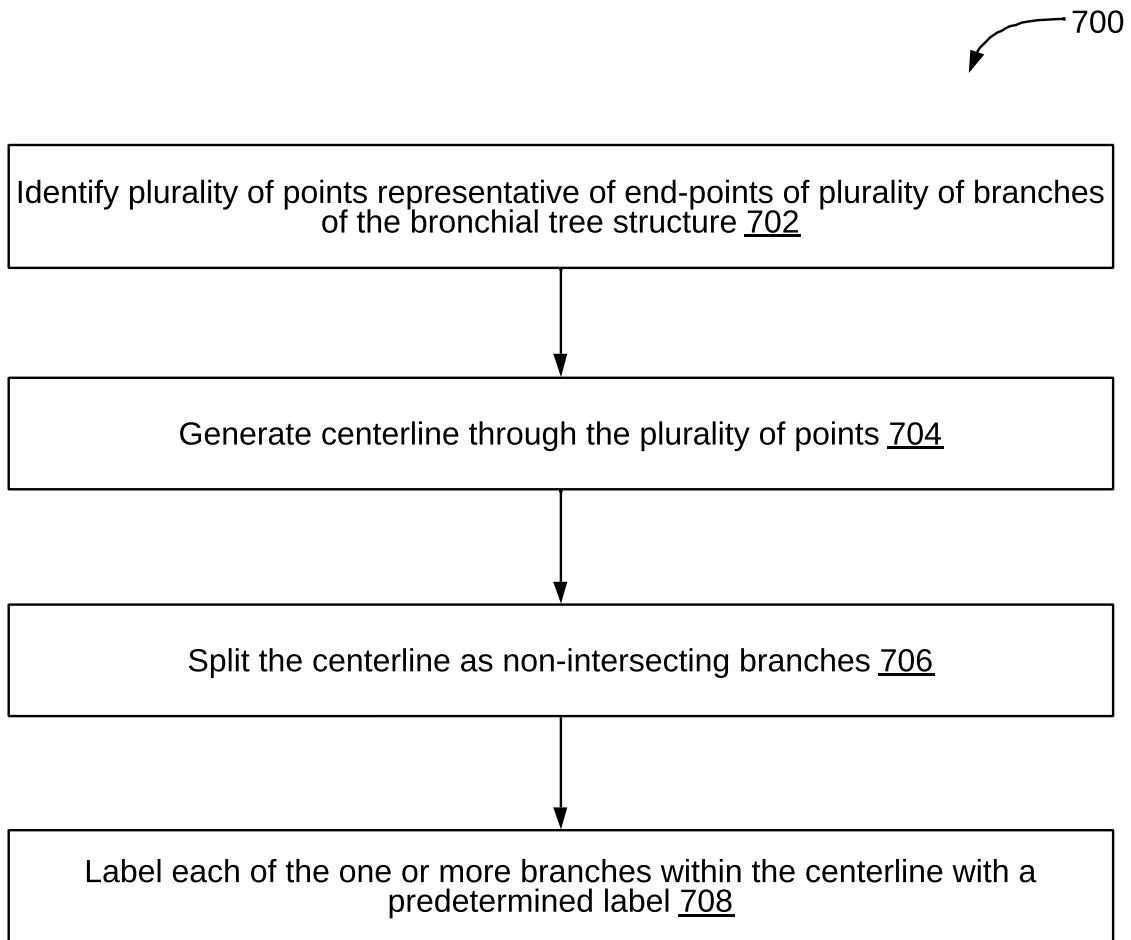 700
Identify plurality of points representative of end-points of plurality of branches
of the bronchial tree structure 702
Generate centerline through the plurality of points 704
Split the centerline as non-intersecting branches 706
Label each of the one or more branches within the centerline with a
predetermined label 708